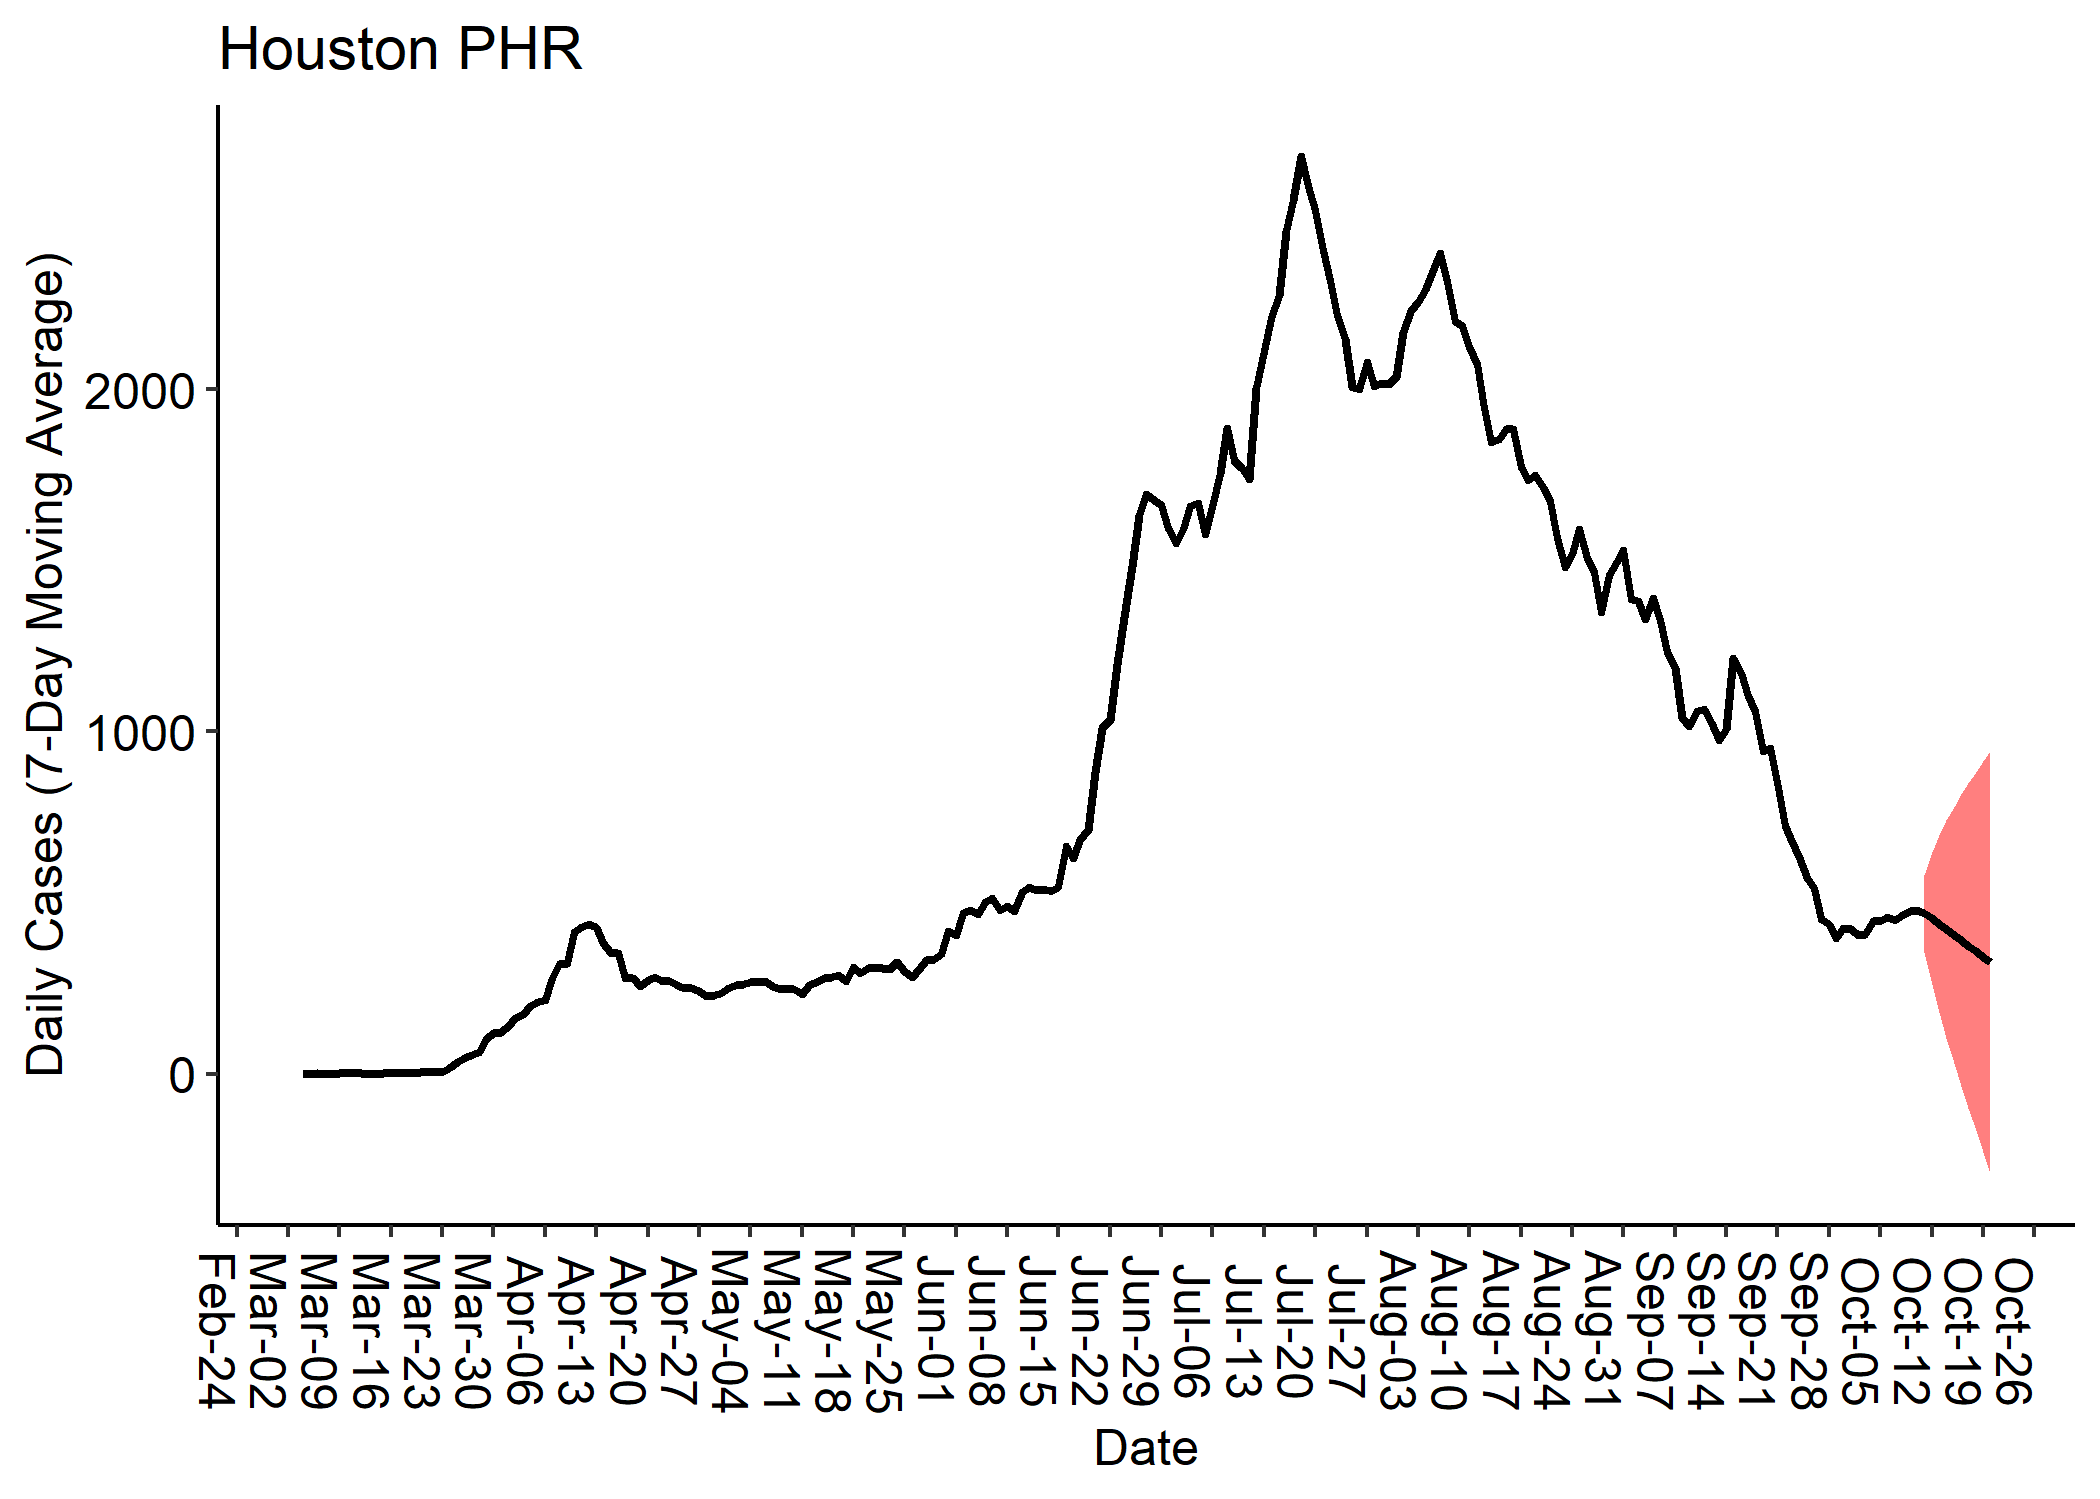 Houston PHR
Daily Cases (7-Day Moving Average)
2000
1000
0
Feb-24
Mar-02
Mar-09
Mar-16
Mar-23
Mar-30
Apr-06
Apr-13
Apr-20
Apr-27
May-04
May-11
May-18
May-25
Jun-01
Jun-08
Jun-15
Jun-22
Jun-29
Jul-06
Jul-13
Jul-20
Jul-27
Aug-03
Aug-10
Aug-17
Aug-24
Aug-31
Sep-07
Sep-14
Sep-21
Sep-28
Oct-05
Oct-12
Oct-19
Oct-26
Date